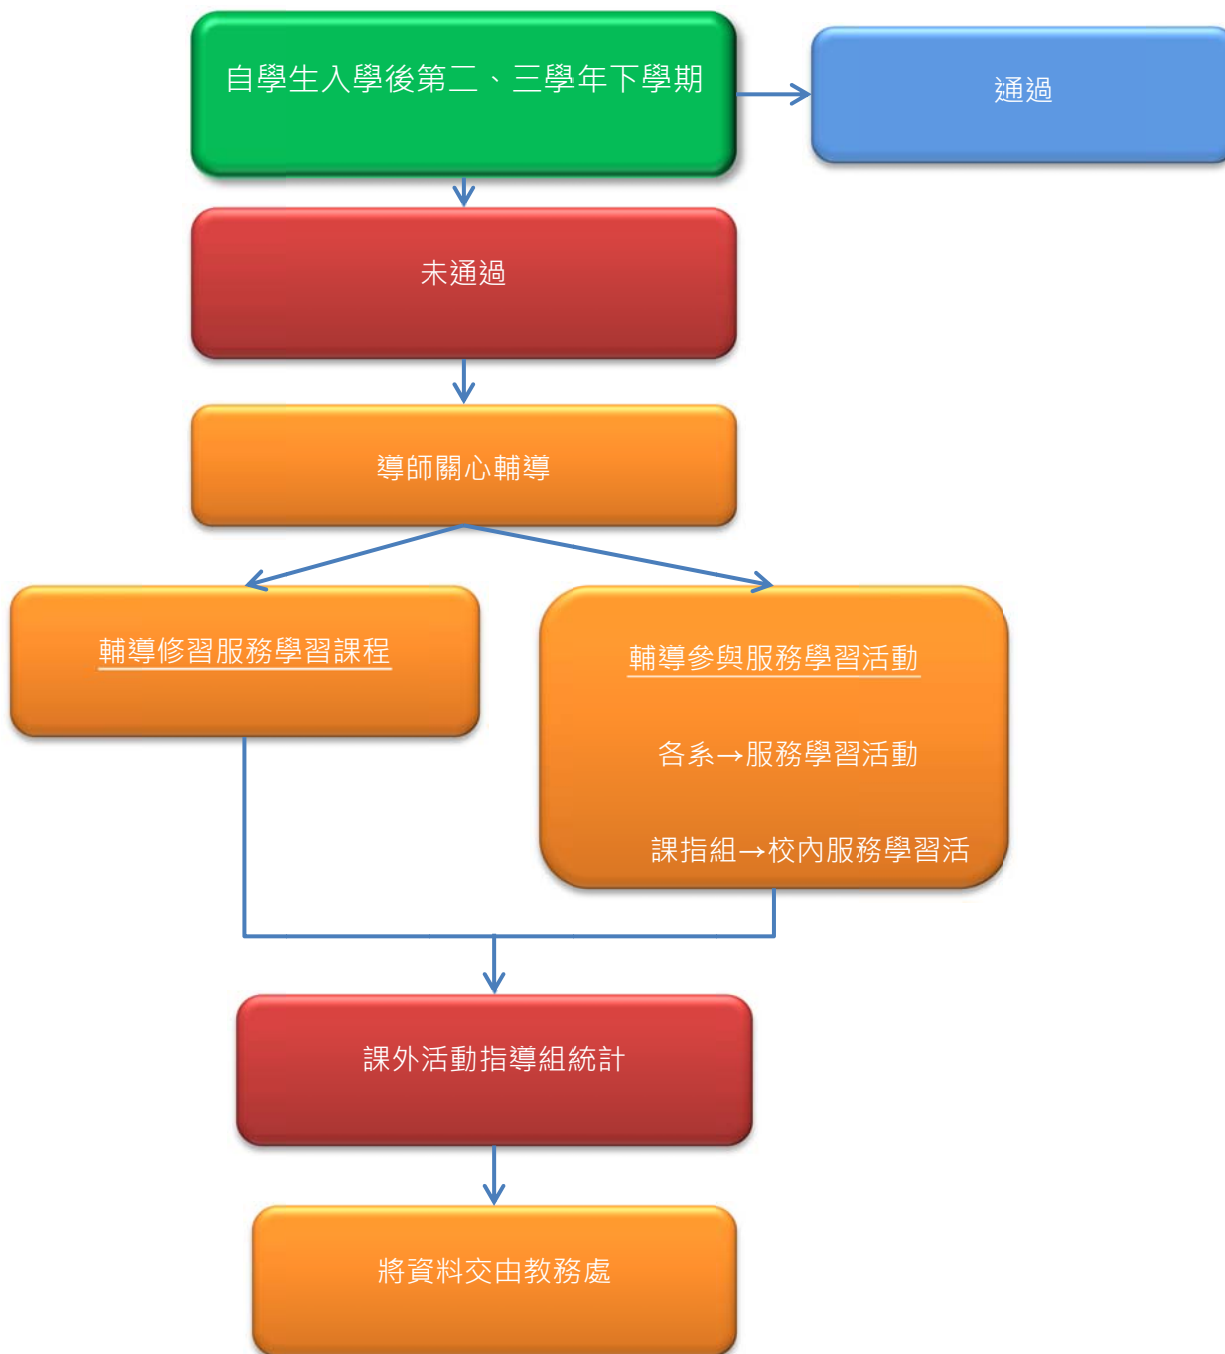 自學生入學後第二、三學年下學期
通過
未通過
導師關心輔導
輔導修習服務學習課程
輔導參與服務學習活動
各系→服務學習活動
課指組→校內服務學習活
課外活動指導組統計
將資料交由教務處